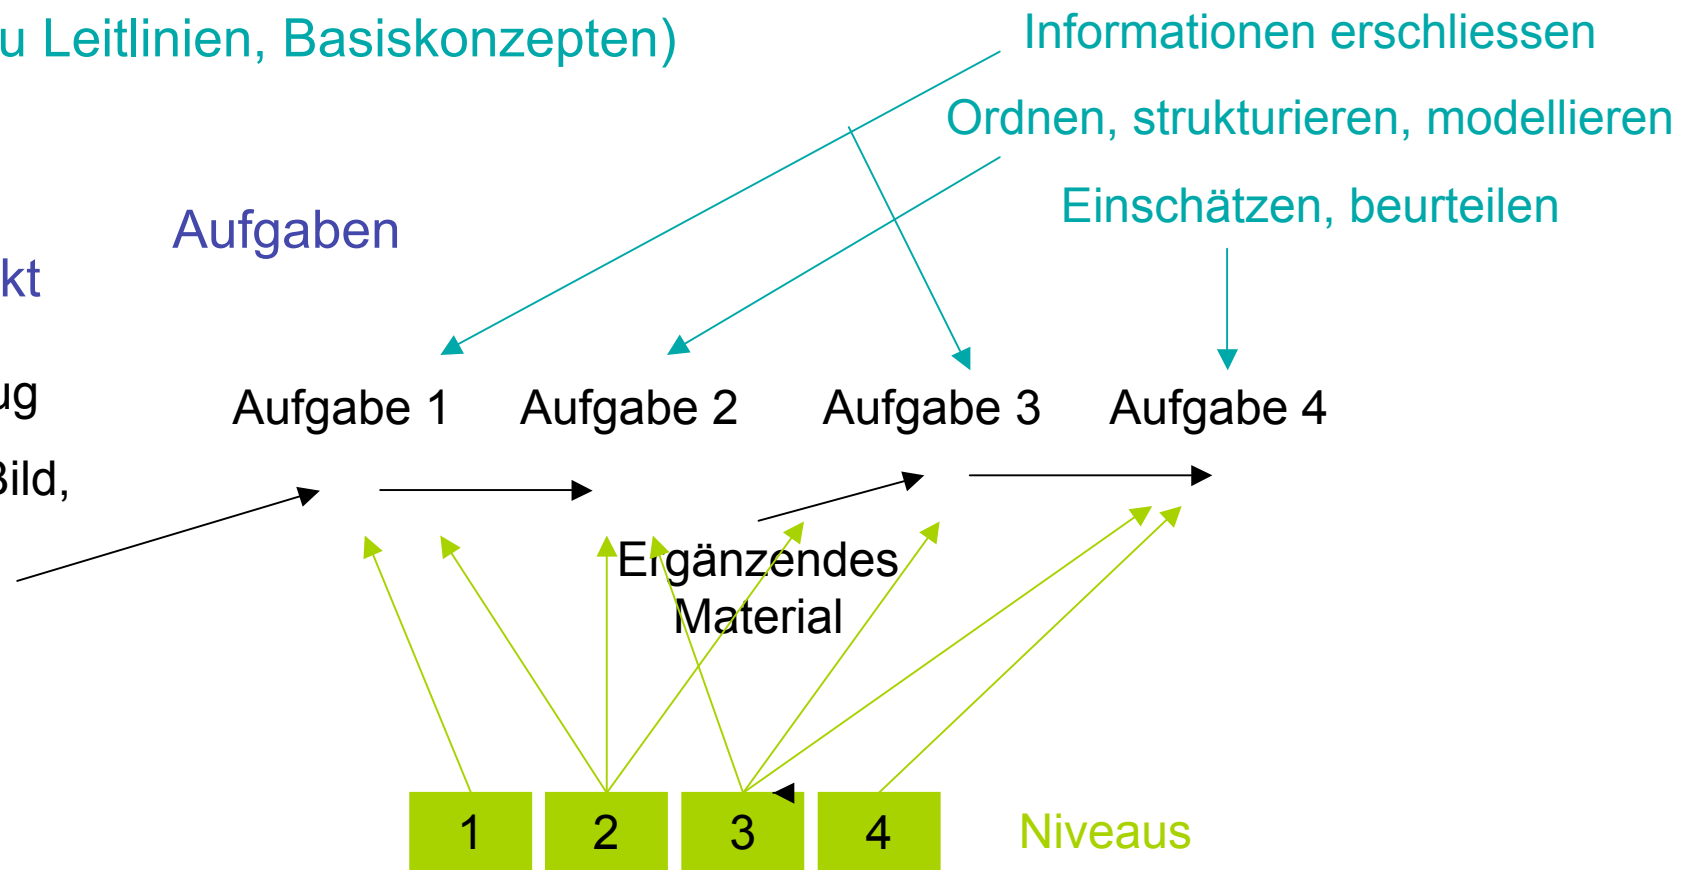 u Leitlinien, Basiskonzepten)
Informationen erschliessen
Ordnen, strukturieren, modellieren
Einschätzen, beurteilen
Aufgaben
kt
ug
Aufgabe 1 Aufgabe 2 Aufgabe 3 Aufgabe 4
Bild,
Ergänzendes
Material
1 2 3 4 Niveaus